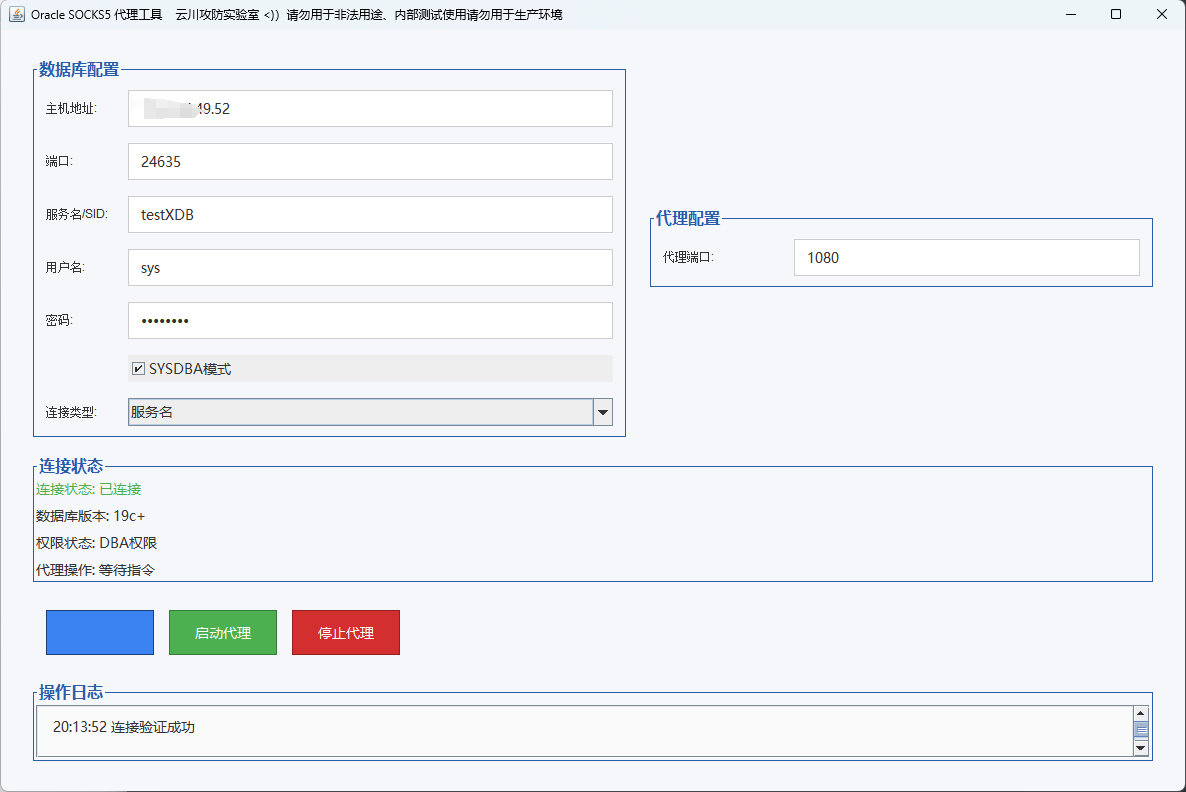 Oracle SOCKS5 代理工具 云川攻防实验室 <)) 请勿用于非法用途、内部测试使用请勿用于生产环境
数据库配置
主机地址: 49.52
端口: 24635
服务名/SID: testXDB
用户名: sys
密码: ••••••••
SYSDBA模式
连接类型: 服务名
代理配置
代理端口: 1080
连接状态
连接状态: 已连接
数据库版本: 19c+
权限状态: DBA权限
代理操作: 等待指令
启动代理 停止代理
操作日志
20:13:52 连接验证成功